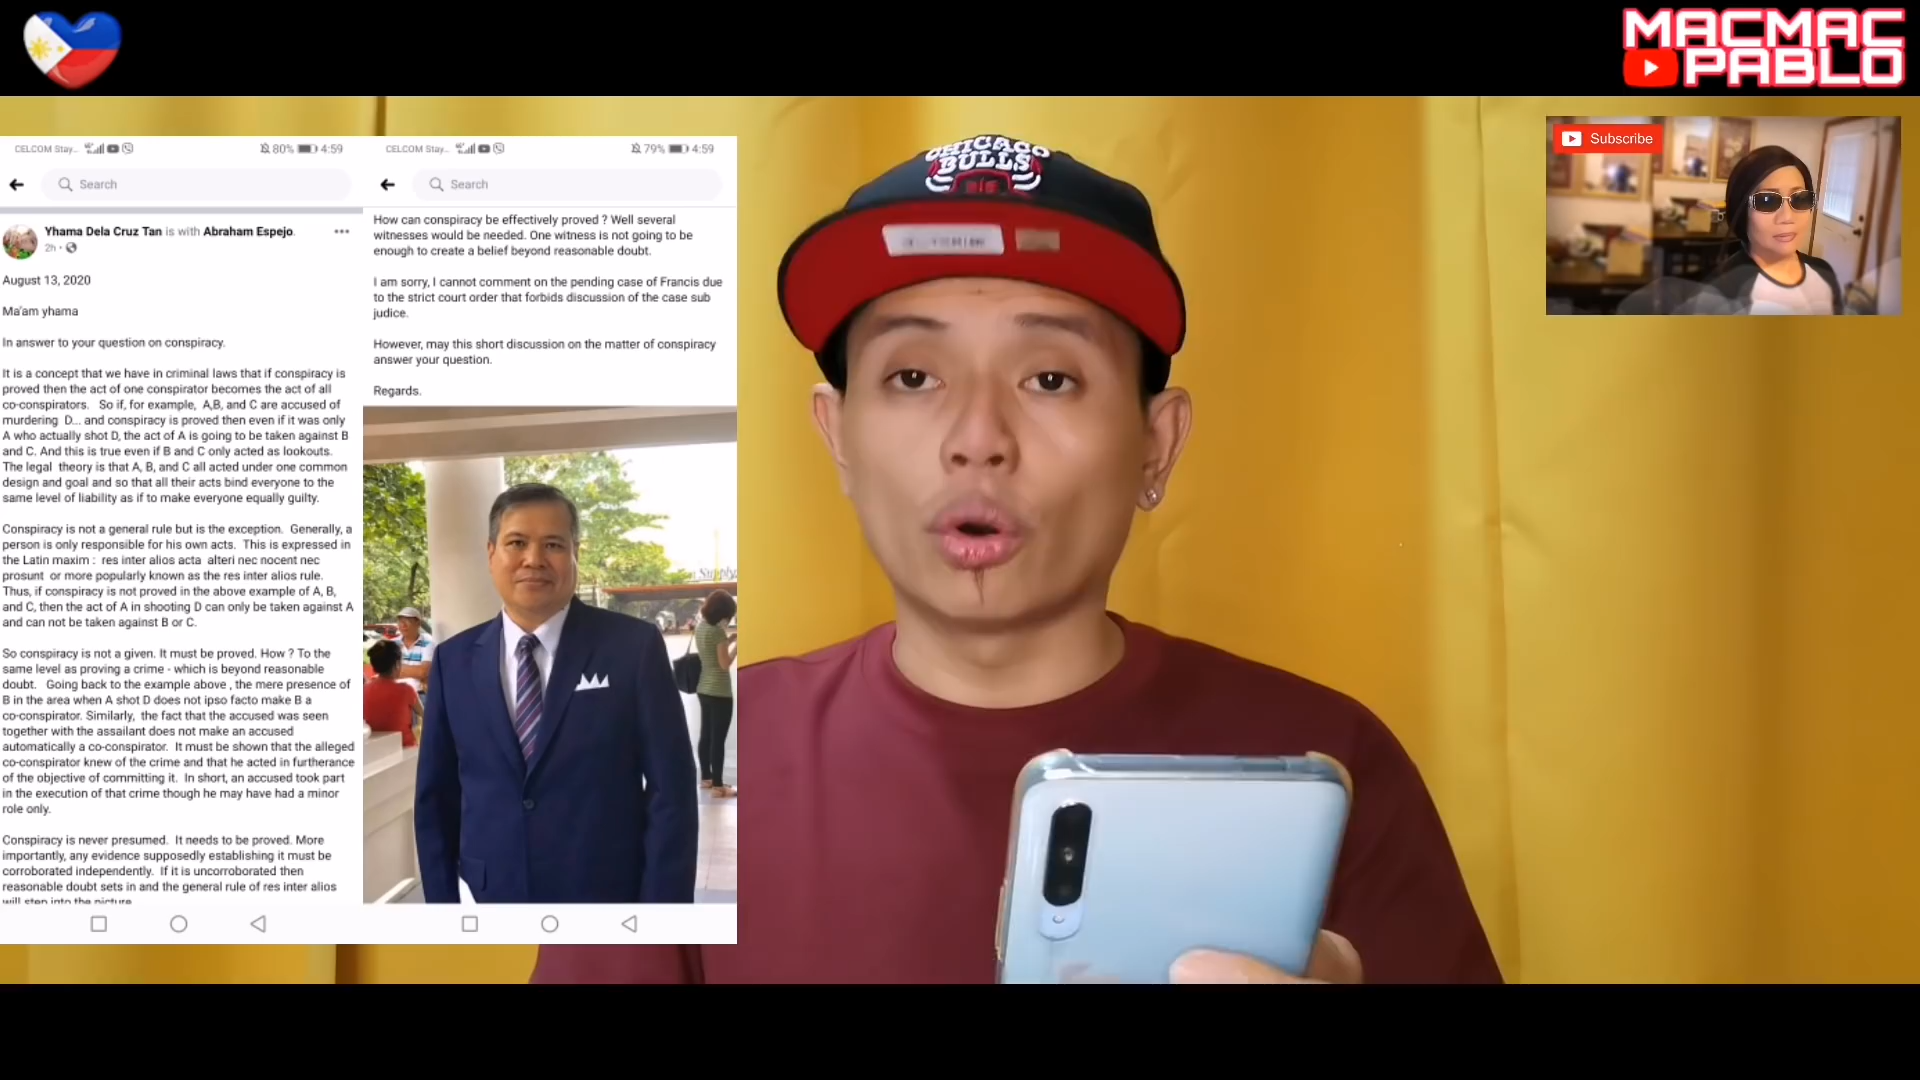 MACMAC
PABLO
Subscribe
CHICAGO
BULLS
CELCOM Stay...
80%
4:59
Search
Yhama Dela Cruz Tan is with Abraham Espejo.
2h
August 13, 2020
Ma'am yhama
In answer to your question on conspiracy.
It is a concept that we have in criminal laws that if conspiracy is
proved then the act of one conspirator becomes the act of all
co-conspirators. So if, for example, A,B, and C are accused of
murdering D... and conspiracy is proved then even if it was only
A who actually shot D, the act of A is going to be taken against B
and C. And this is true even if B and C only acted as lookouts.
The legal theory is that A, B, and C all acted under one common
design and goal and so that all their acts bind everyone to the
same level of liability as if to make everyone equally guilty.
Conspiracy is not a general rule but is the exception. Generally, a
person is only responsible for his own acts. This is expressed in
the Latin maxim : res inter alios acta alteri nec nocent nec
prosunt or more popularly known as the res inter alios rule.
Thus, if conspiracy is not proved in the above example of A, B,
and C, then the act of A in shooting D can only be taken against A
and can not be taken against B or C.
So conspiracy is not a given. It must be proved. How ? To the
same level as proving a crime - which is beyond reasonable
doubt. Going back to the example above , the mere presence of
B in the area when A shot D does not ipso facto make B a
co-conspirator. Similarly, the fact that the accused was seen
together with the assailant does not make an accused
automatically a co-conspirator. It must be shown that the alleged
co-conspirator knew of the crime and that he acted in furtherance
of the objective of committing it. In short, an accused took part
in the execution of that crime though he may have had a minor
role only.
Conspiracy is never presumed. It needs to be proved. More
importantly, any evidence supposedly establishing it must be
corroborated independently. If it is uncorroborated then
reasonable doubt sets in and the general rule of res inter alios
will step into the picture.
CELCOM Stay...
79%
4:59
Search
How can conspiracy be effectively proved ? Well several
witnesses would be needed. One witness is not going to be
enough to create a belief beyond reasonable doubt.
I am sorry, I cannot comment on the pending case of Francis due
to the strict court order that forbids discussion of the case sub
judice.
However, may this short discussion on the matter of conspiracy
answer your question.
Regards.
Simply